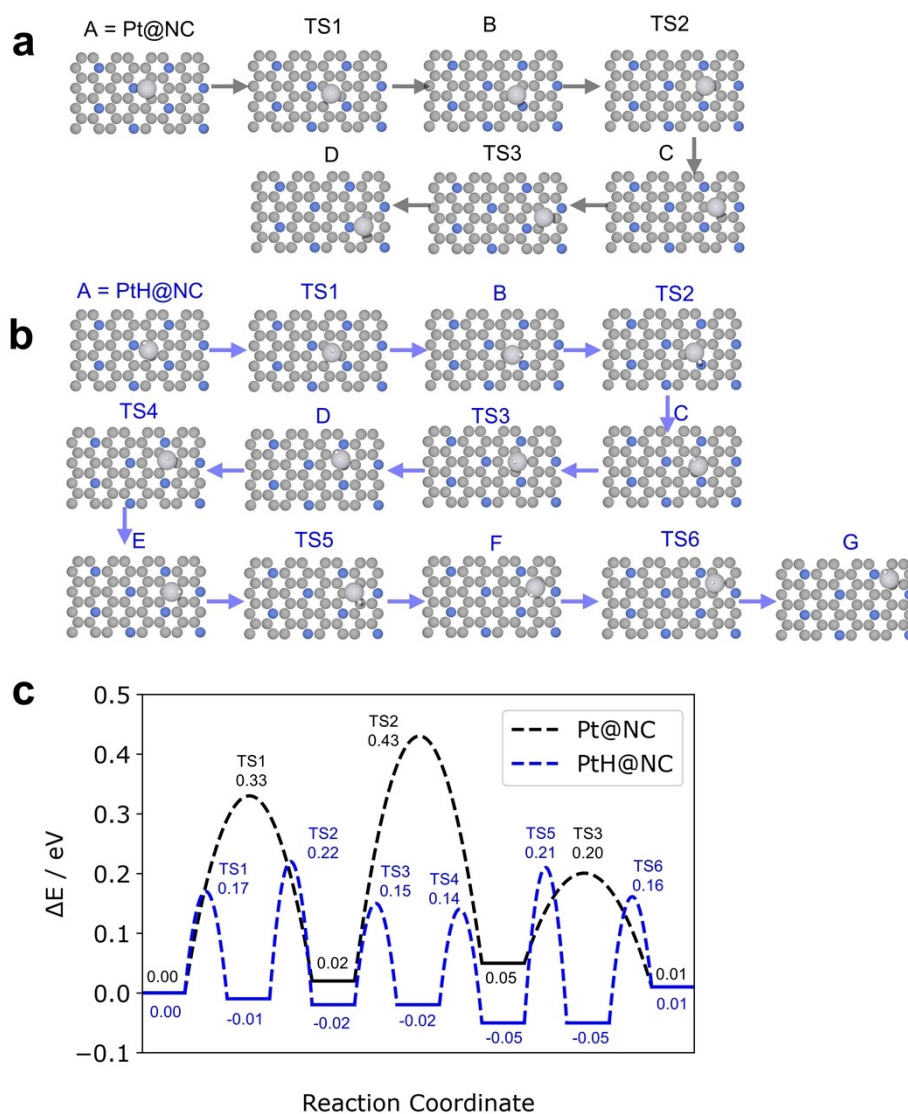 a
A = Pt@NC
TS1
B
TS2
D
TS3
C
b
A = PtH@NC
TS1
B
TS2
TS4
D
TS3
C
E
TS5
F
TS6
G
c
0.5
0.4
0.3
0.2
0.1
0.0
−0.1
ΔE / eV
Pt@NC
PtH@NC
TS1
0.33
TS2
0.43
TS3
0.20
TS1
0.17
TS2
0.22
TS3
0.15
TS4
0.14
TS5
0.21
TS6
0.16
0.00
0.02
0.05
0.01
0.00
-0.01
-0.02
-0.02
-0.05
-0.05
0.01
Reaction Coordinate